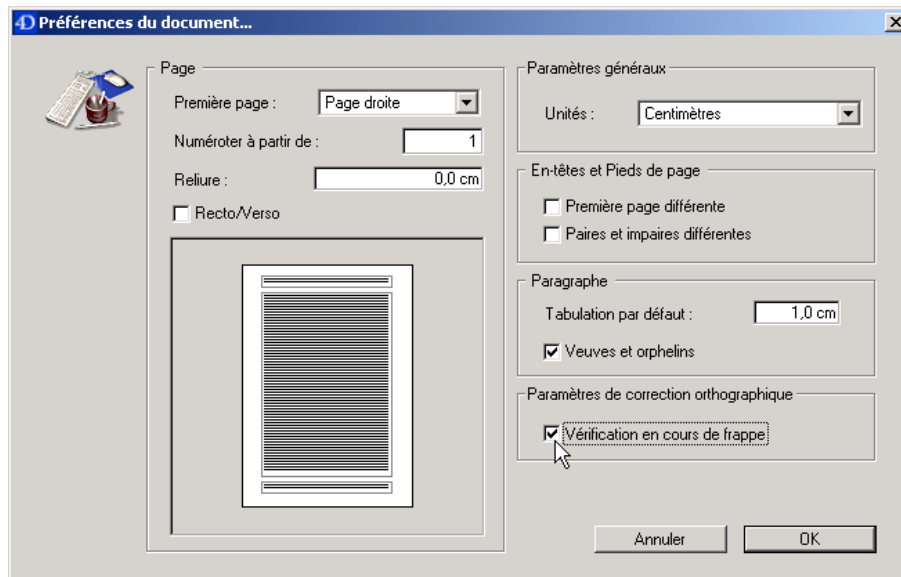 4D Préférences du document...
Page
Première page : Page droite
Numéroter à partir de : 1
Reliure : 0,0 cm
Recto/Verso
Paramètres généraux
Unités : Centimètres
En-têtes et Pieds de page
Première page différente
Paires et impaires différentes
Paragraphe
Tabulation par défaut : 1,0 cm
Veuves et orphelins
Paramètres de correction orthographique
Vérification en cours de frappe
Annuler OK